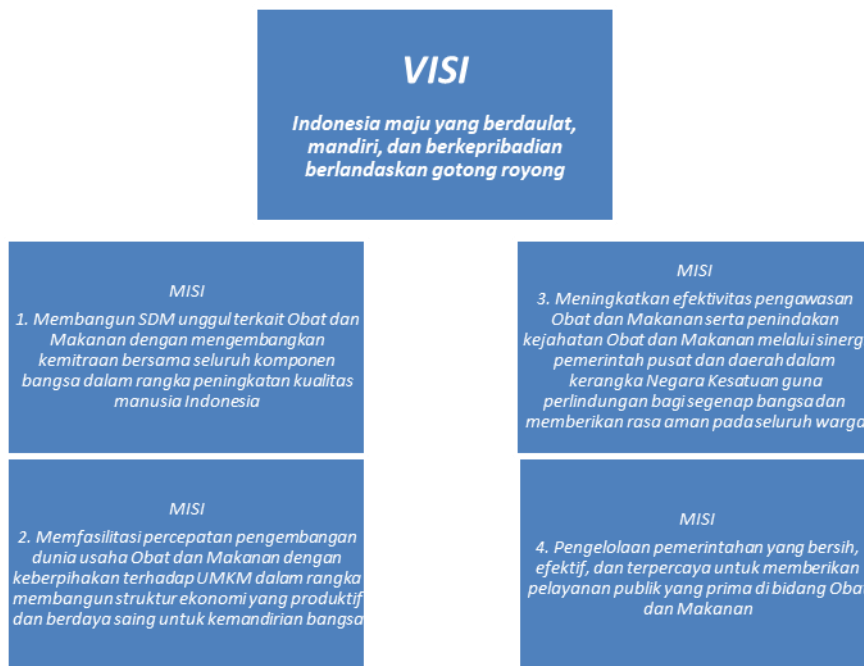 VISI
Indonesia maju yang berdaulat,
mandiri, dan berkepribadian
berlandaskan gotong royong
MISI
1. Membangun SDM unggul terkait Obat dan
Makanan dengan mengembangkan
kemitraan bersama seluruh komponen
bangsa dalam rangka peningkatan kualitas
manusia Indonesia
MISI
2. Memfasilitasi percepatan pengembangan
dunia usaha Obat dan Makanan dengan
keberpihakan terhadap UMKM dalam rangka
membangun struktur ekonomi yang produktif
dan berdaya saing untuk kemandirian bangsa
MISI
3. Meningkatkan efektivitas pengawasan
Obat dan Makanan serta penindakan
kejahatan Obat dan Makanan melalui sinergi
pemerintah pusat dan daerah dalam
kerangka Negara Kesatuan guna
perlindungan bagi segenap bangsa dan
memberikan rasa aman pada seluruh warga
MISI
4. Pengelolaan pemerintahan yang bersih,
efektif, dan terpercaya untuk memberikan
pelayanan publik yang prima di bidang Obat
dan Makanan